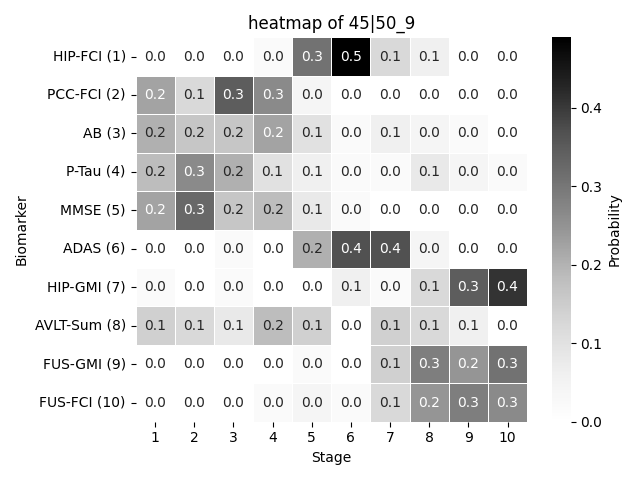 heatmap of 45|50_9
HIP-FCI (1) 0.0 0.0 0.0 0.0 0.3 0.5 0.1 0.1 0.0 0.0
PCC-FCI (2) 0.2 0.1 0.3 0.3 0.0 0.0 0.0 0.0 0.0 0.0
AB (3) 0.2 0.2 0.2 0.2 0.1 0.0 0.1 0.0 0.0 0.0
P-Tau (4) 0.2 0.3 0.2 0.1 0.1 0.0 0.0 0.1 0.0 0.0
MMSE (5) 0.2 0.3 0.2 0.2 0.1 0.0 0.0 0.0 0.0 0.0
ADAS (6) 0.0 0.0 0.0 0.0 0.2 0.4 0.4 0.0 0.0 0.0
HIP-GMI (7) 0.0 0.0 0.0 0.0 0.0 0.1 0.0 0.1 0.3 0.4
AVLT-Sum (8) 0.1 0.1 0.1 0.2 0.1 0.0 0.1 0.1 0.1 0.0
FUS-GMI (9) 0.0 0.0 0.0 0.0 0.0 0.0 0.1 0.3 0.2 0.3
FUS-FCI (10) 0.0 0.0 0.0 0.0 0.0 0.0 0.1 0.2 0.3 0.3
1 2 3 4 5 6 7 8 9 10
Stage
Biomarker
0.4
0.3
0.2
0.1
0.0
Probability